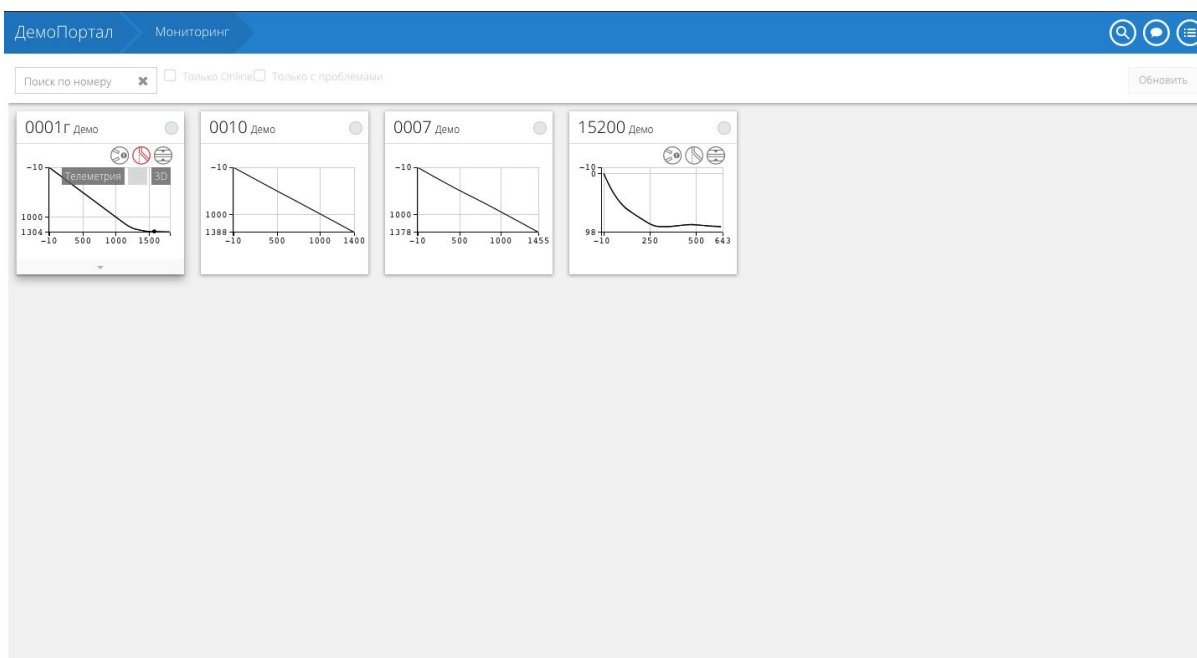 ДемоПортал Мониторинг
Поиск по номеру Только Online Только с проблемами Обновить
0001г Демо
-10
Телеметрия 3D
1000
1304
-10 500 1000 1500
0010 Демо
-10
1000
1388
-10 500 1000 1400
0007 Демо
-10
1000
1378
-10 500 1000 1455
15200 Демо
-10
0
98
-10 250 500 643